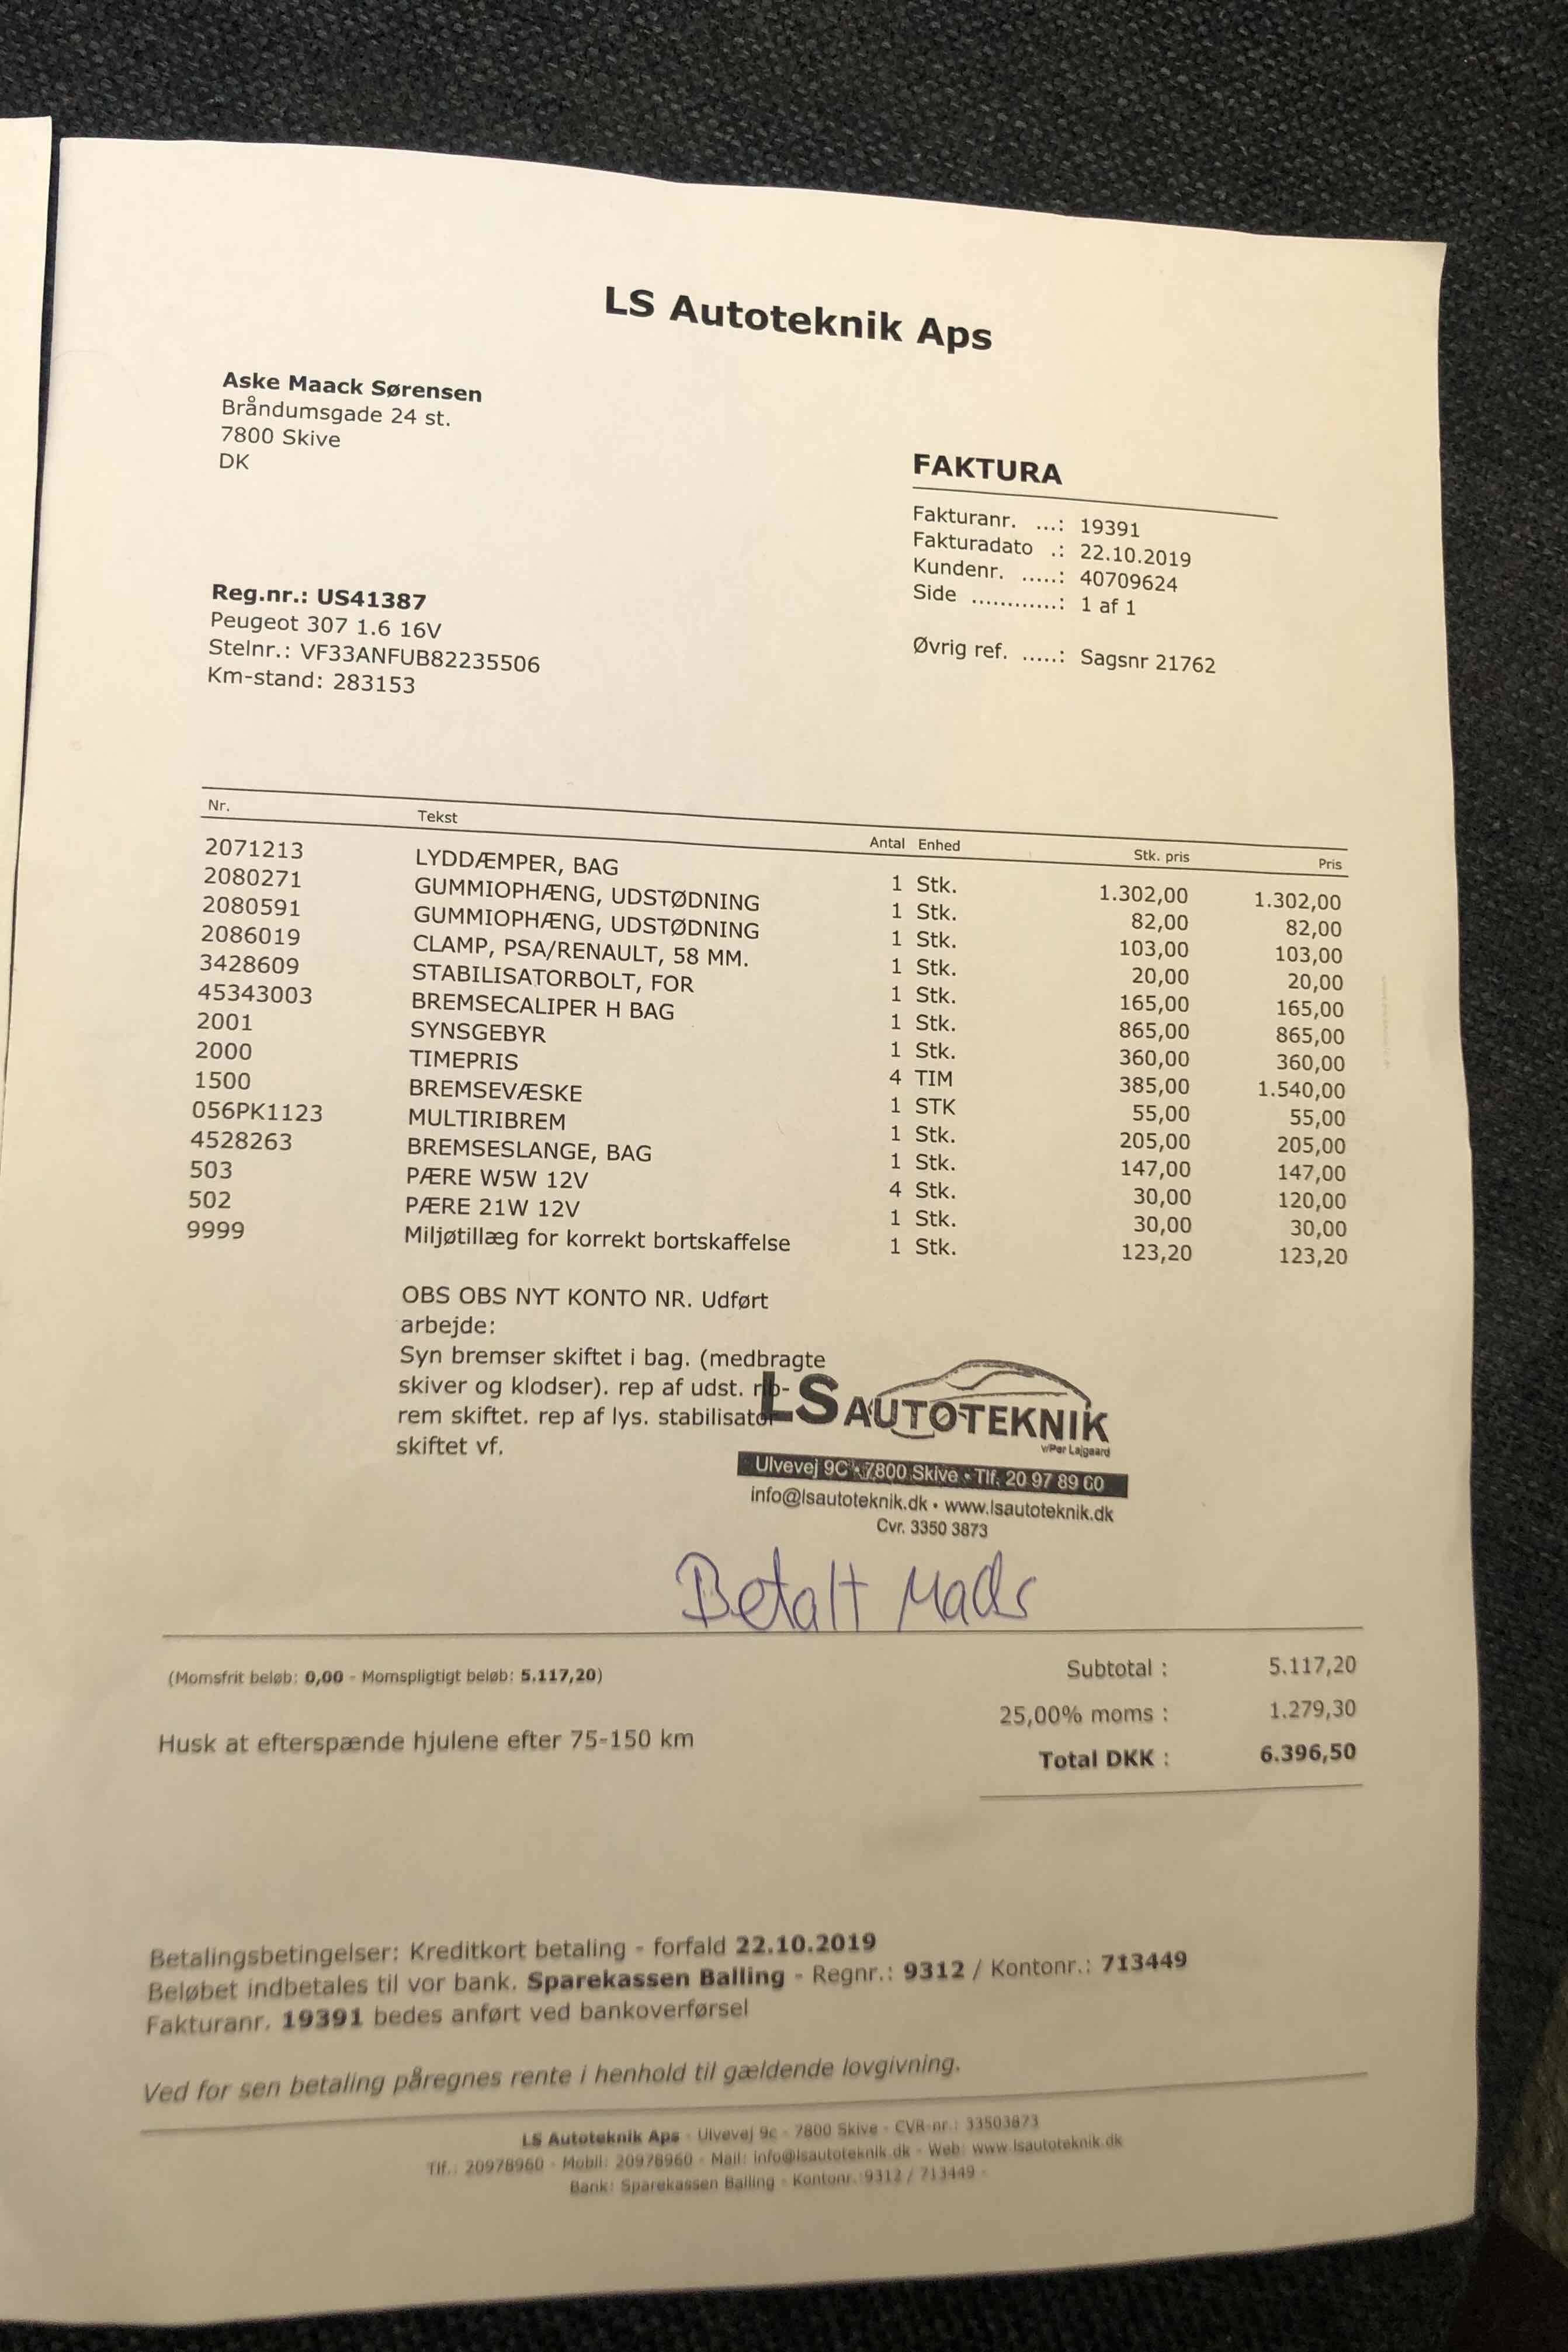 LS Autoteknik Aps
Aske Maack Sørensen
Bråndumsgade 24 st.
7800 Skive
DK
FAKTURA
Fakturanr. ...: 19391
Fakturadato .: 22.10.2019
Kundenr. .....: 40709624
Side ............: 1 af 1
Øvrig ref. .....: Sagsnr 21762
Reg.nr.: US41387
Peugeot 307 1.6 16V
Stelnr.: VF33ANFUB82235506
Km-stand: 283153
Nr. Tekst Antal Enhed Stk. pris Pris
2071213 LYDDÆMPER, BAG 1 Stk. 1.302,00 1.302,00
2080271 GUMMIOPHÆNG, UDSTØDNING 1 Stk. 82,00 82,00
2080591 GUMMIOPHÆNG, UDSTØDNING 1 Stk. 103,00 103,00
2086019 CLAMP, PSA/RENAULT, 58 MM. 1 Stk. 20,00 20,00
3428609 STABILISATORBOLT, FOR 1 Stk. 165,00 165,00
45343003 BREMSECALIPER H BAG 1 Stk. 865,00 865,00
2001 SYNSGEBYR 1 Stk. 360,00 360,00
2000 TIMEPRIS 4 TIM 385,00 1.540,00
1500 BREMSEVÆSKE 1 STK 55,00 55,00
056PK1123 MULTIRIBREM 1 Stk. 205,00 205,00
4528263 BREMSESLANGE, BAG 1 Stk. 147,00 147,00
503 PÆRE W5W 12V 4 Stk. 30,00 120,00
502 PÆRE 21W 12V 1 Stk. 30,00 30,00
9999 Miljøtillæg for korrekt bortskaffelse 1 Stk. 123,20 123,20
OBS OBS NYT KONTO NR. Udført
arbejde:
Syn bremser skiftet i bag. (medbragte
skiver og klodser). rep af udst. rib-
rem skiftet. rep af lys. stabilisator
skiftet vf.
LS AUTOTEKNIK
v/Per Lajgaard
Ulvevej 9C • 7800 Skive • Tlf. 20 97 89 60
info@lsautoteknik.dk • www.lsautoteknik.dk
Cvr. 3350 3873
Betalt Mads
(Momsfrit beløb: 0,00 - Momspligtigt beløb: 5.117,20)
Subtotal : 5.117,20
25,00% moms : 1.279,30
Husk at efterspænde hjulene efter 75-150 km
Total DKK : 6.396,50
Betalingsbetingelser: Kreditkort betaling - forfald 22.10.2019
Beløbet indbetales til vor bank. Sparekassen Balling - Regnr.: 9312 / Kontonr.: 713449
Fakturanr. 19391 bedes anført ved bankoverførsel
Ved for sen betaling påregnes rente i henhold til gældende lovgivning.
LS Autoteknik Aps - Ulvevej 9c - 7800 Skive - CVR-nr.: 33503873
Tlf.: 20978960 - Mobil: 20978960 - Mail: info@lsautoteknik.dk - Web: www.lsautoteknik.dk
Bank: Sparekassen Balling - Kontonr.: 9312 / 713449 -